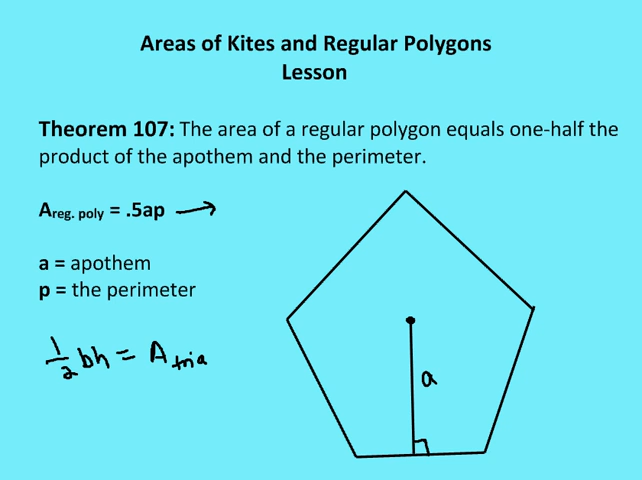 Areas of Kites and Regular Polygons
Lesson
Theorem 107: The area of a regular polygon equals one-half the
product of the apothem and the perimeter.
Areg. poly = .5ap →
a = apothem
p = the perimeter
1/2 bh = A tria
a